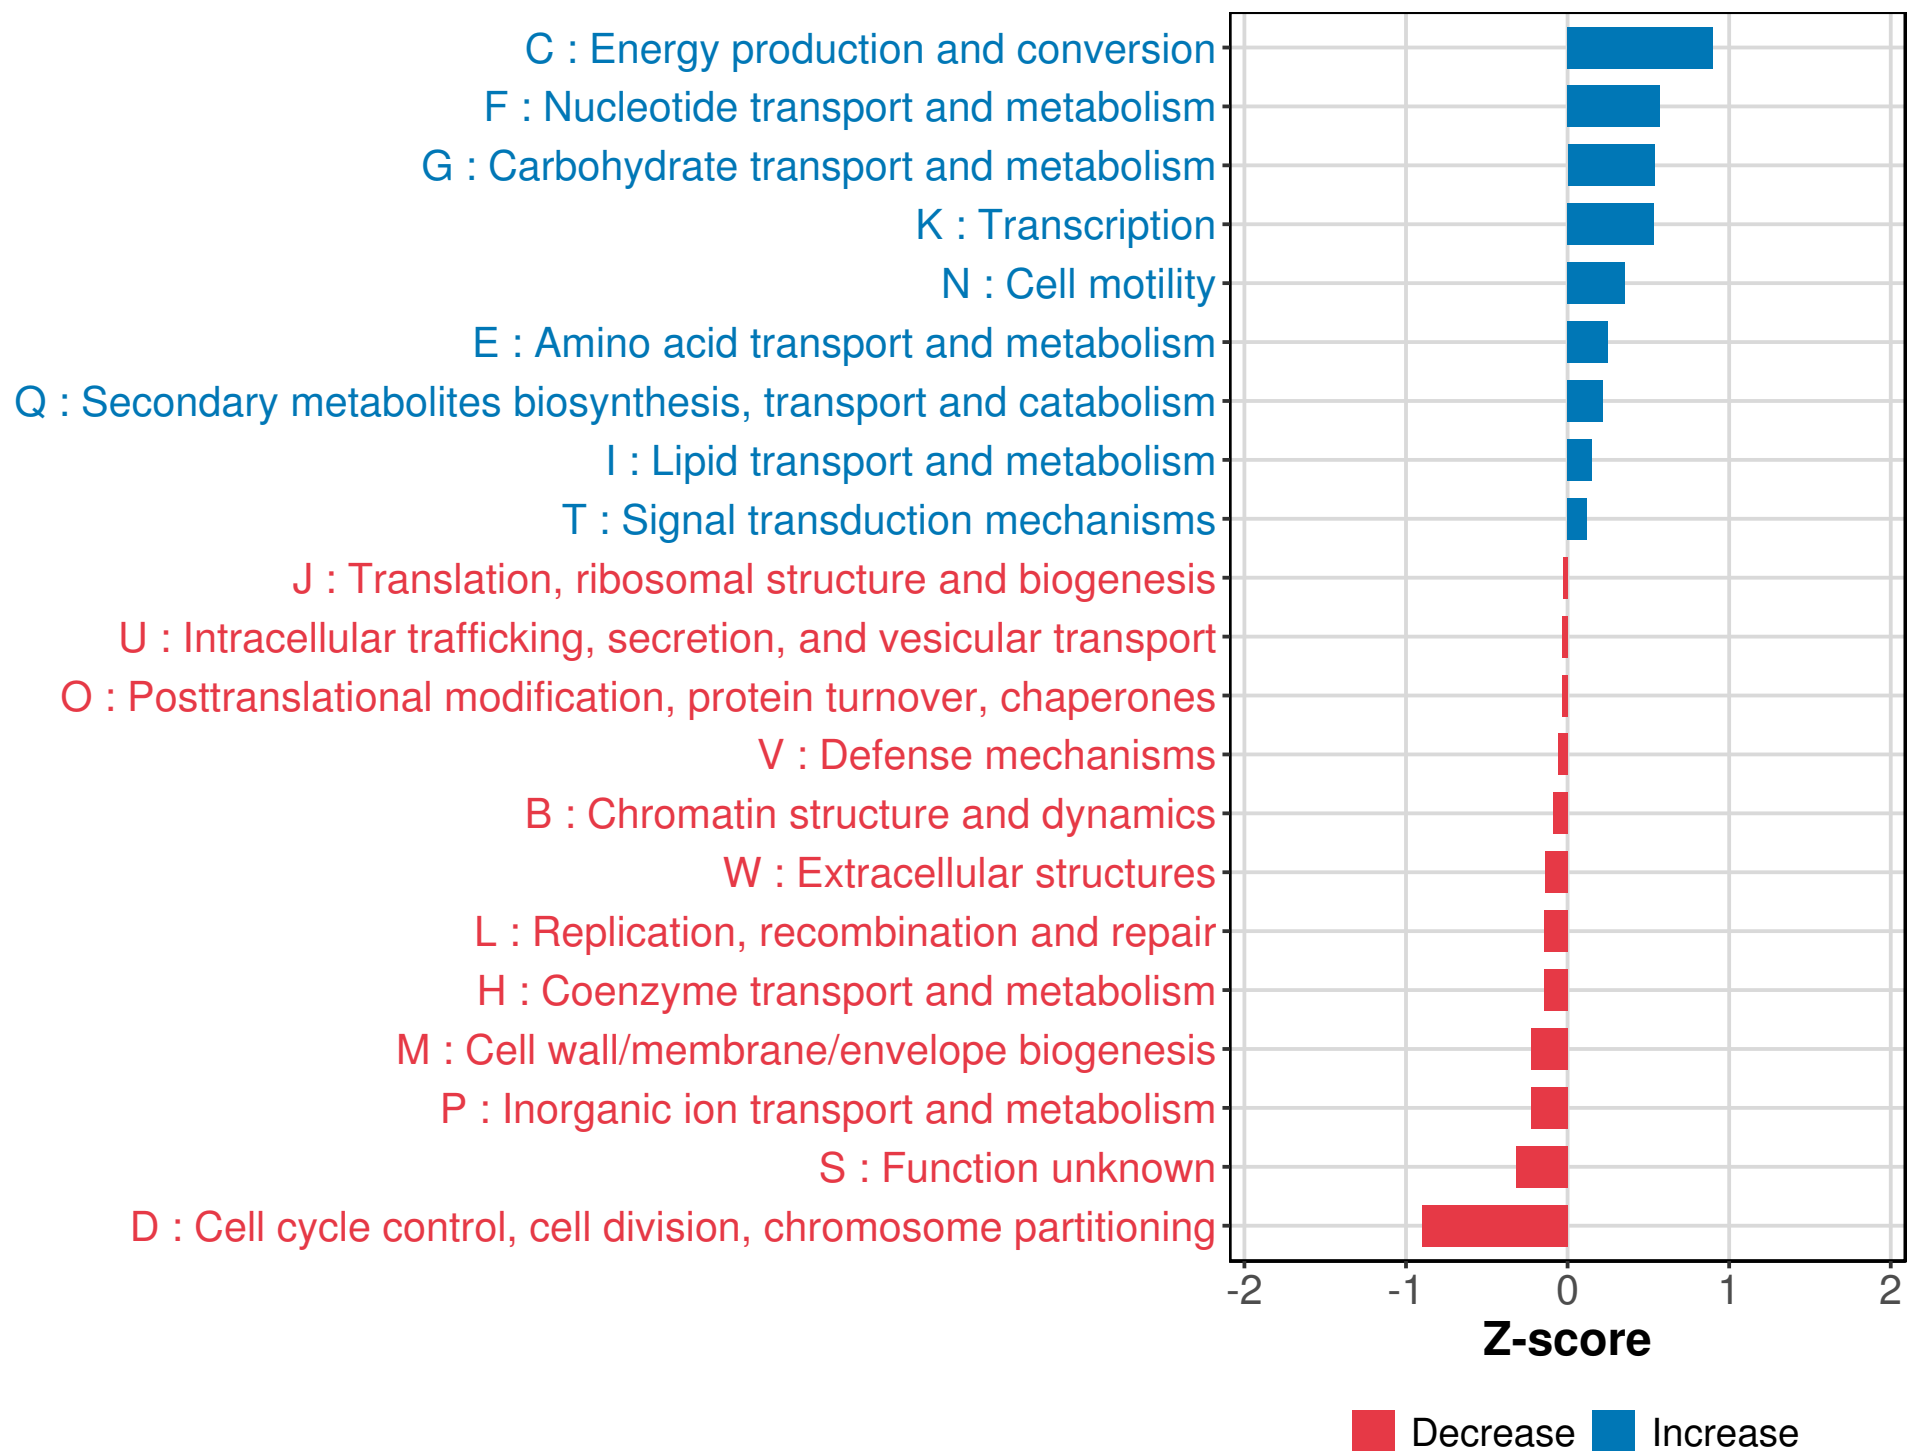 C : Energy production and conversion
F : Nucleotide transport and metabolism
G : Carbohydrate transport and metabolism
K : Transcription
N : Cell motility
E : Amino acid transport and metabolism
Q : Secondary metabolites biosynthesis, transport and catabolism
I : Lipid transport and metabolism
T : Signal transduction mechanisms
J : Translation, ribosomal structure and biogenesis
U : Intracellular trafficking, secretion, and vesicular transport
O : Posttranslational modification, protein turnover, chaperones
V : Defense mechanisms
B : Chromatin structure and dynamics
W : Extracellular structures
L : Replication, recombination and repair
H : Coenzyme transport and metabolism
M : Cell wall/membrane/envelope biogenesis
P : Inorganic ion transport and metabolism
S : Function unknown
D : Cell cycle control, cell division, chromosome partitioning
-2 -1 0 1 2
Z-score
Decrease Increase